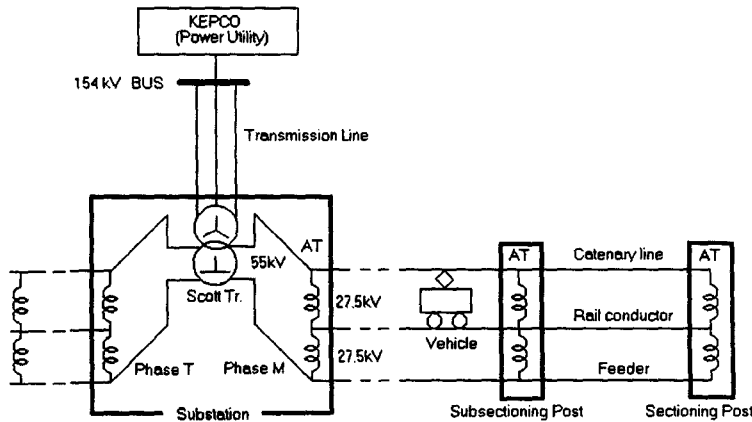 KEPCO
(Power Utility)
154 kV BUS
Transmission Line
AT
55kV
Scott Tr.
27.5kV
27.5kV
Phase T
Phase M
Substation
Vehicle
AT
Catenary line
AT
Rail conductor
Feeder
Subsectioning Post
Sectioning Post